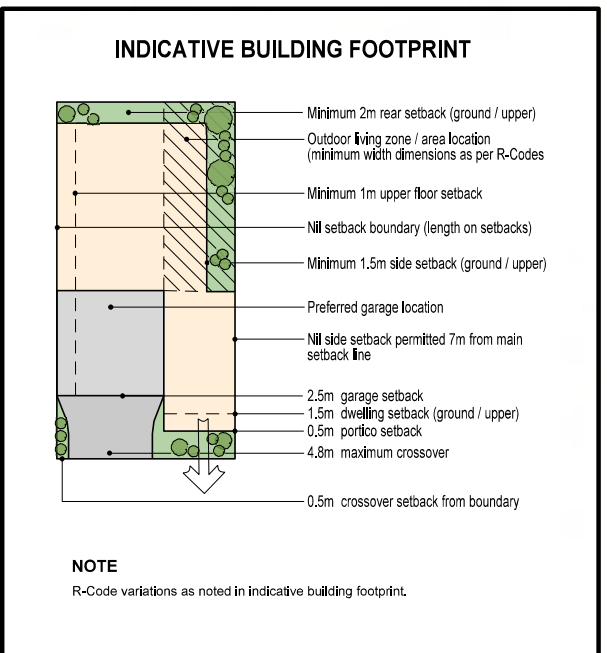 INDICATIVE BUILDING FOOTPRINT
Minimum 2m rear setback (ground / upper)
Outdoor living zone / area location
(minimum width dimensions as per R-Codes
Minimum 1m upper floor setback
Nil setback boundary (length on setbacks)
Minimum 1.5m side setback (ground / upper)
Preferred garage location
Nil side setback permitted 7m from main
setback line
2.5m garage setback
1.5m dwelling setback (ground / upper)
0.5m portico setback
4.8m maximum crossover
0.5m crossover setback from boundary
NOTE
R-Code variations as noted in indicative building footprint.